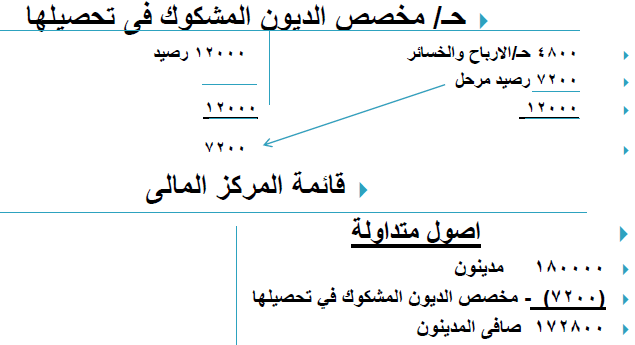 حـ/ مخصص الديون المشكوك فى تحصيلها
٤٨٠٠ حـ/الارباح والخسائر ١٢٠٠٠ رصيد
٧٢٠٠ رصيد مرحل
١٢٠٠٠ ١٢٠٠٠
٧٢٠٠
قائمة المركز المالى
اصول متداولة
١٨٠٠٠٠ مدينون
(٧٢٠٠) - مخصص الديون المشكوك في تحصيلها
١٧٢٨٠٠ صافى المدينون